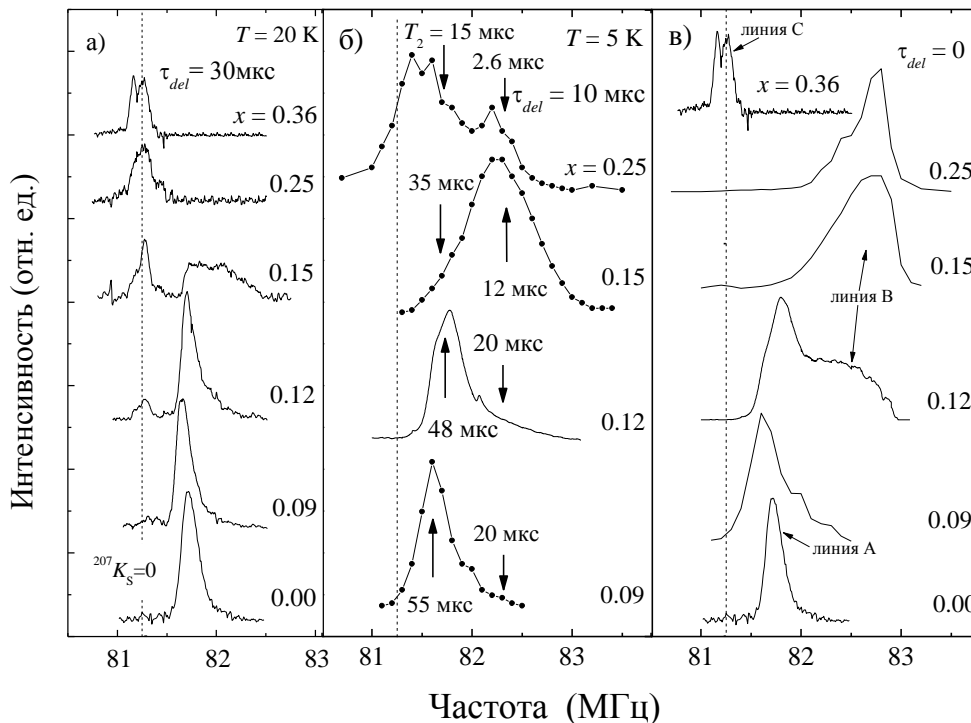 Интенсивность (отн. ед.)
а)
T = 20 K
τdel = 30мкс
x = 0.36
0.25
0.15
0.12
0.09
²⁰⁷KS=0
0.00
81 82 83
б)
T2 = 15 мкс
T = 5 K
2.6 мкс
τdel = 10 мкс
x = 0.25
35 мкс
0.15
12 мкс
20 мкс
48 мкс
0.12
20 мкс
55 мкс
0.09
81 82 83
в)
линия C
τdel = 0
x = 0.36
0.25
0.15
линия B
0.12
0.09
линия A
0.00
81 82 83
Частота (МГц)